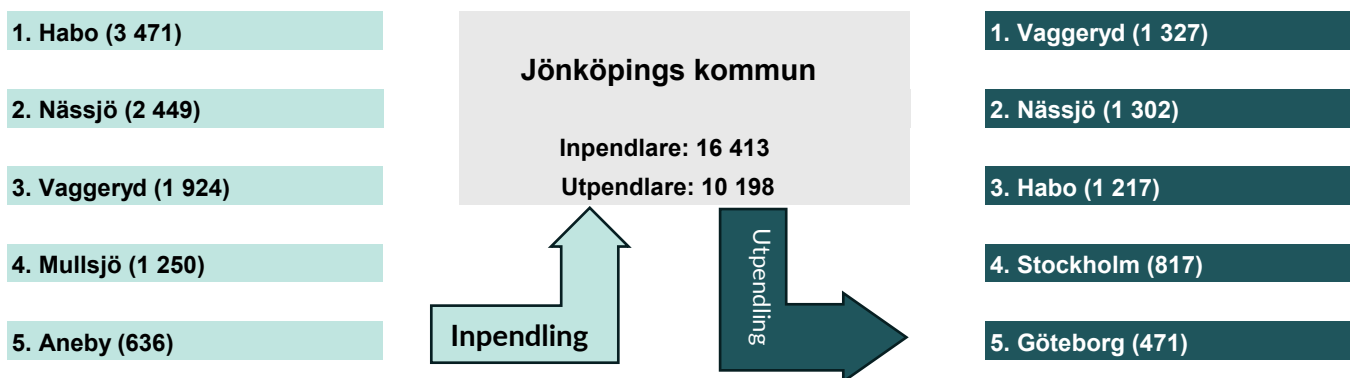 1. Habo (3 471)
2. Nässjö (2 449)
3. Vaggeryd (1 924)
4. Mullsjö (1 250)
5. Aneby (636)
Jönköpings kommun
Inpendlare: 16 413
Utpendlare: 10 198
Inpendling
Utpendling
1. Vaggeryd (1 327)
2. Nässjö (1 302)
3. Habo (1 217)
4. Stockholm (817)
5. Göteborg (471)